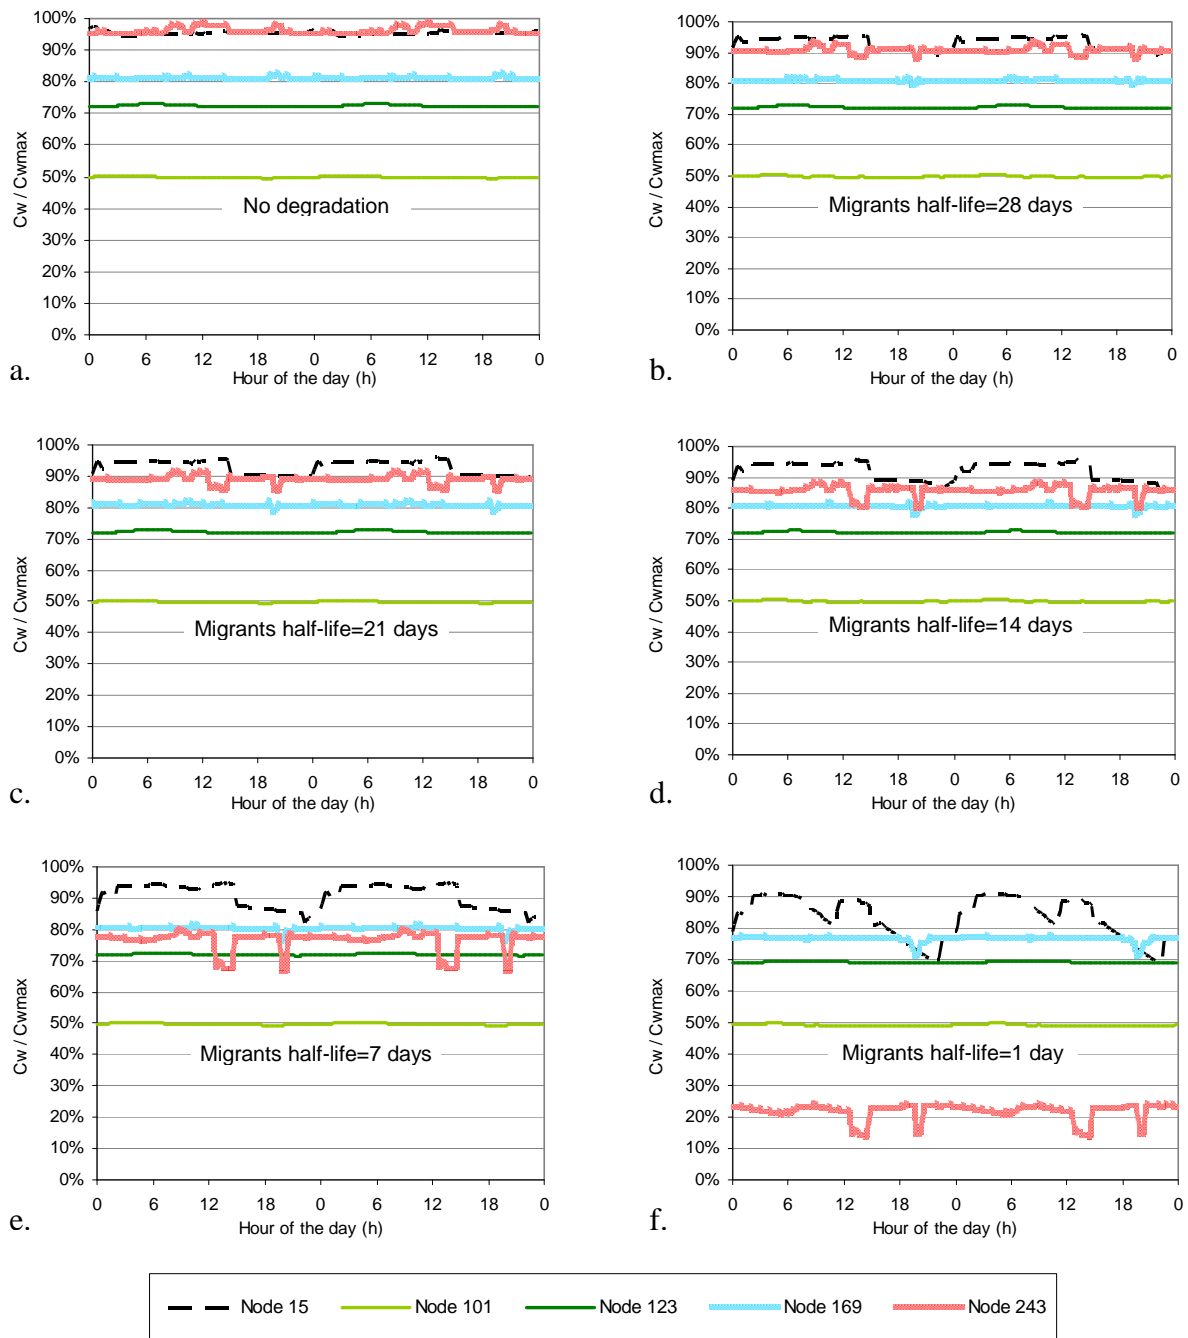 100%
90%
80%
70%
60%
50%
40%
30%
20%
10%
0%
Cw / Cwmax
No degradation
0 6 12 18 0 6 12 18 0
Hour of the day (h)
a.
100%
90%
80%
70%
60%
50%
40%
30%
20%
10%
0%
Cw / Cwmax
Migrants half-life=28 days
0 6 12 18 0 6 12 18 0
Hour of the day (h)
b.
100%
90%
80%
70%
60%
50%
40%
30%
20%
10%
0%
Cw / Cwmax
Migrants half-life=21 days
0 6 12 18 0 6 12 18 0
Hour of the day (h)
c.
100%
90%
80%
70%
60%
50%
40%
30%
20%
10%
0%
Cw / Cwmax
Migrants half-life=14 days
0 6 12 18 0 6 12 18 0
Hour of the day (h)
d.
100%
90%
80%
70%
60%
50%
40%
30%
20%
10%
0%
Cw / Cwmax
Migrants half-life=7 days
0 6 12 18 0 6 12 18 0
Hour of the day (h)
e.
100%
90%
80%
70%
60%
50%
40%
30%
20%
10%
0%
Cw / Cwmax
Migrants half-life=1 day
0 6 12 18 0 6 12 18 0
Hour of the day (h)
f.
Node 15 Node 101 Node 123 Node 169 Node 243